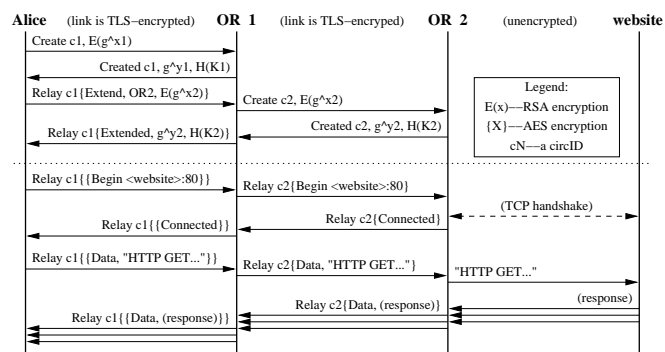 Alice (link is TLS−encrypted) OR 1 (link is TLS−encrypted) OR 2 (unencrypted) website
Create c1, E(g^x1)
Created c1, g^y1, H(K1)
Relay c1{Extend, OR2, E(g^x2)}
Create c2, E(g^x2)
Created c2, g^y2, H(K2)
Relay c1{Extended, g^y2, H(K2)}
Legend:
E(x)−−RSA encryption
{X}−−AES encryption
cN−−a circID
Relay c1{{Begin <website>:80}}
Relay c2{Begin <website>:80}
(TCP handshake)
Relay c2{Connected}
Relay c1{{Connected}}
Relay c1{{Data, "HTTP GET..."}}
Relay c2{Data, "HTTP GET..."}
"HTTP GET..."
(response)
Relay c2{Data, (response)}
Relay c1{{Data, (response)}}